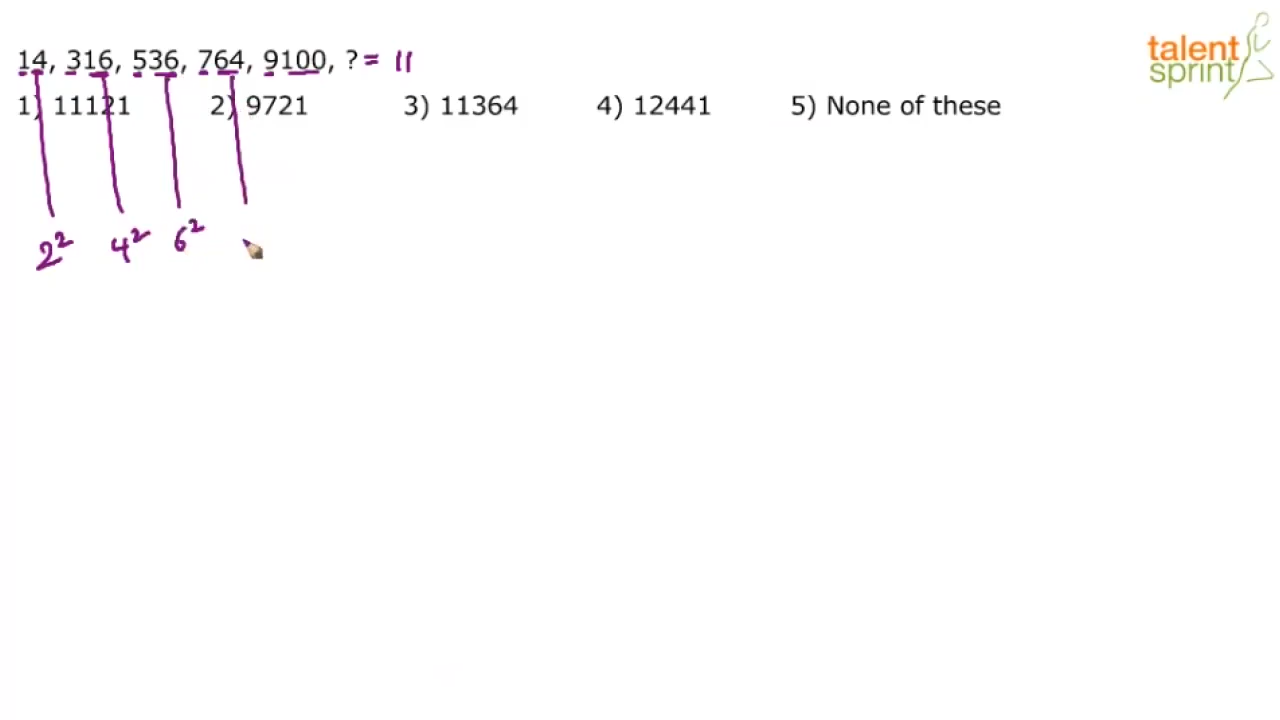 talent
sprint
14, 316, 536, 764, 9100, ? = 11
1) 11121 2) 9721 3) 11364 4) 12441 5) None of these
2² 4² 6²